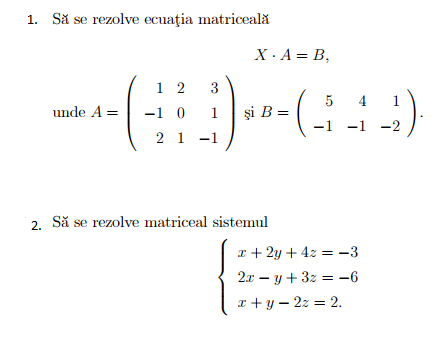 1. Să se rezolve ecuaţia matriceală
X · A = B,
unde A = ( 1 2 3
−1 0 1
2 1 −1 ) şi B = ( 5 4 1
−1 −1 −2 ).
2. Să se rezolve matriceal sistemul
{ x + 2y + 4z = −3
2x − y + 3z = −6
x + y − 2z = 2.